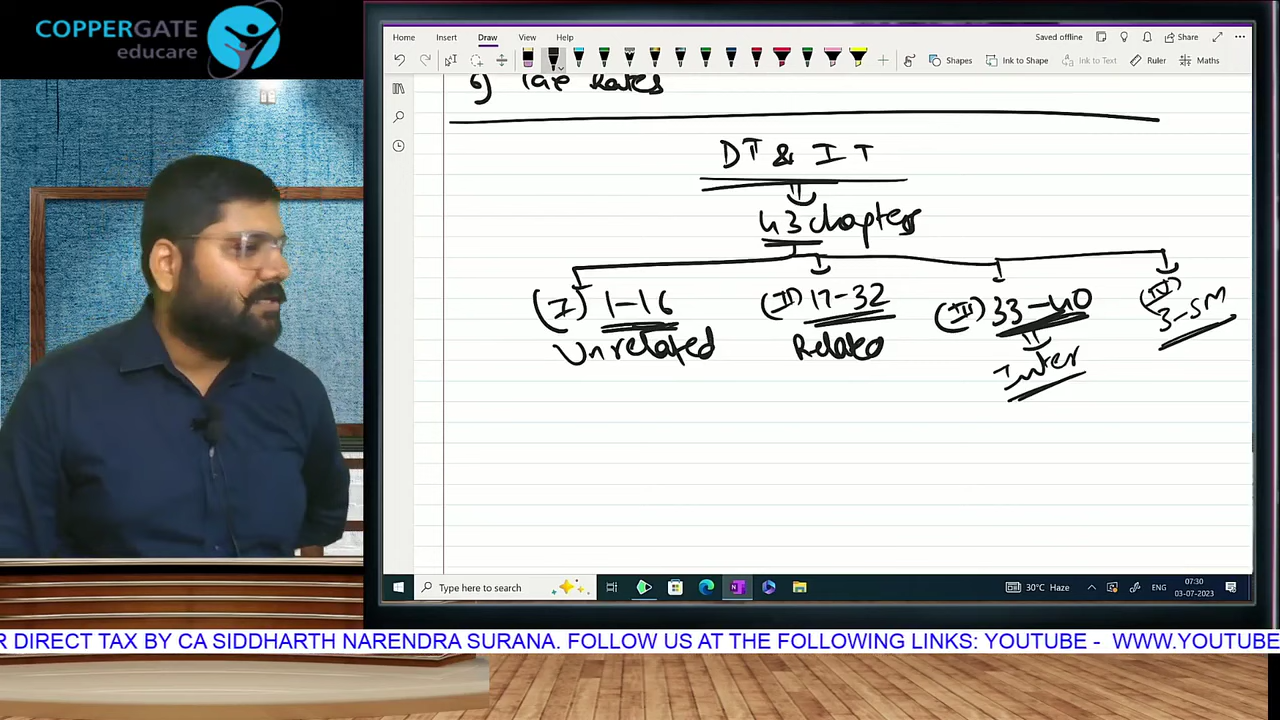 COPPERGATE
educare
Home Insert Draw View Help
Saved offline
Share
Shapes
Ink to Shape
Ink to Text
Ruler
Maths
6) Tax Rates
DT & IT
43 chapters
(I) 1-16
Unrelated
(II) 17-32
Related
(III) 33-40
Inter
(IV)
3-SM
Type here to search
30°C Haze
ENG
07:30
03-07-2023
R DIRECT TAX BY CA SIDDHARTH NARENDRA SURANA. FOLLOW US AT THE FOLLOWING LINKS: YOUTUBE - WWW.YOUTUBE